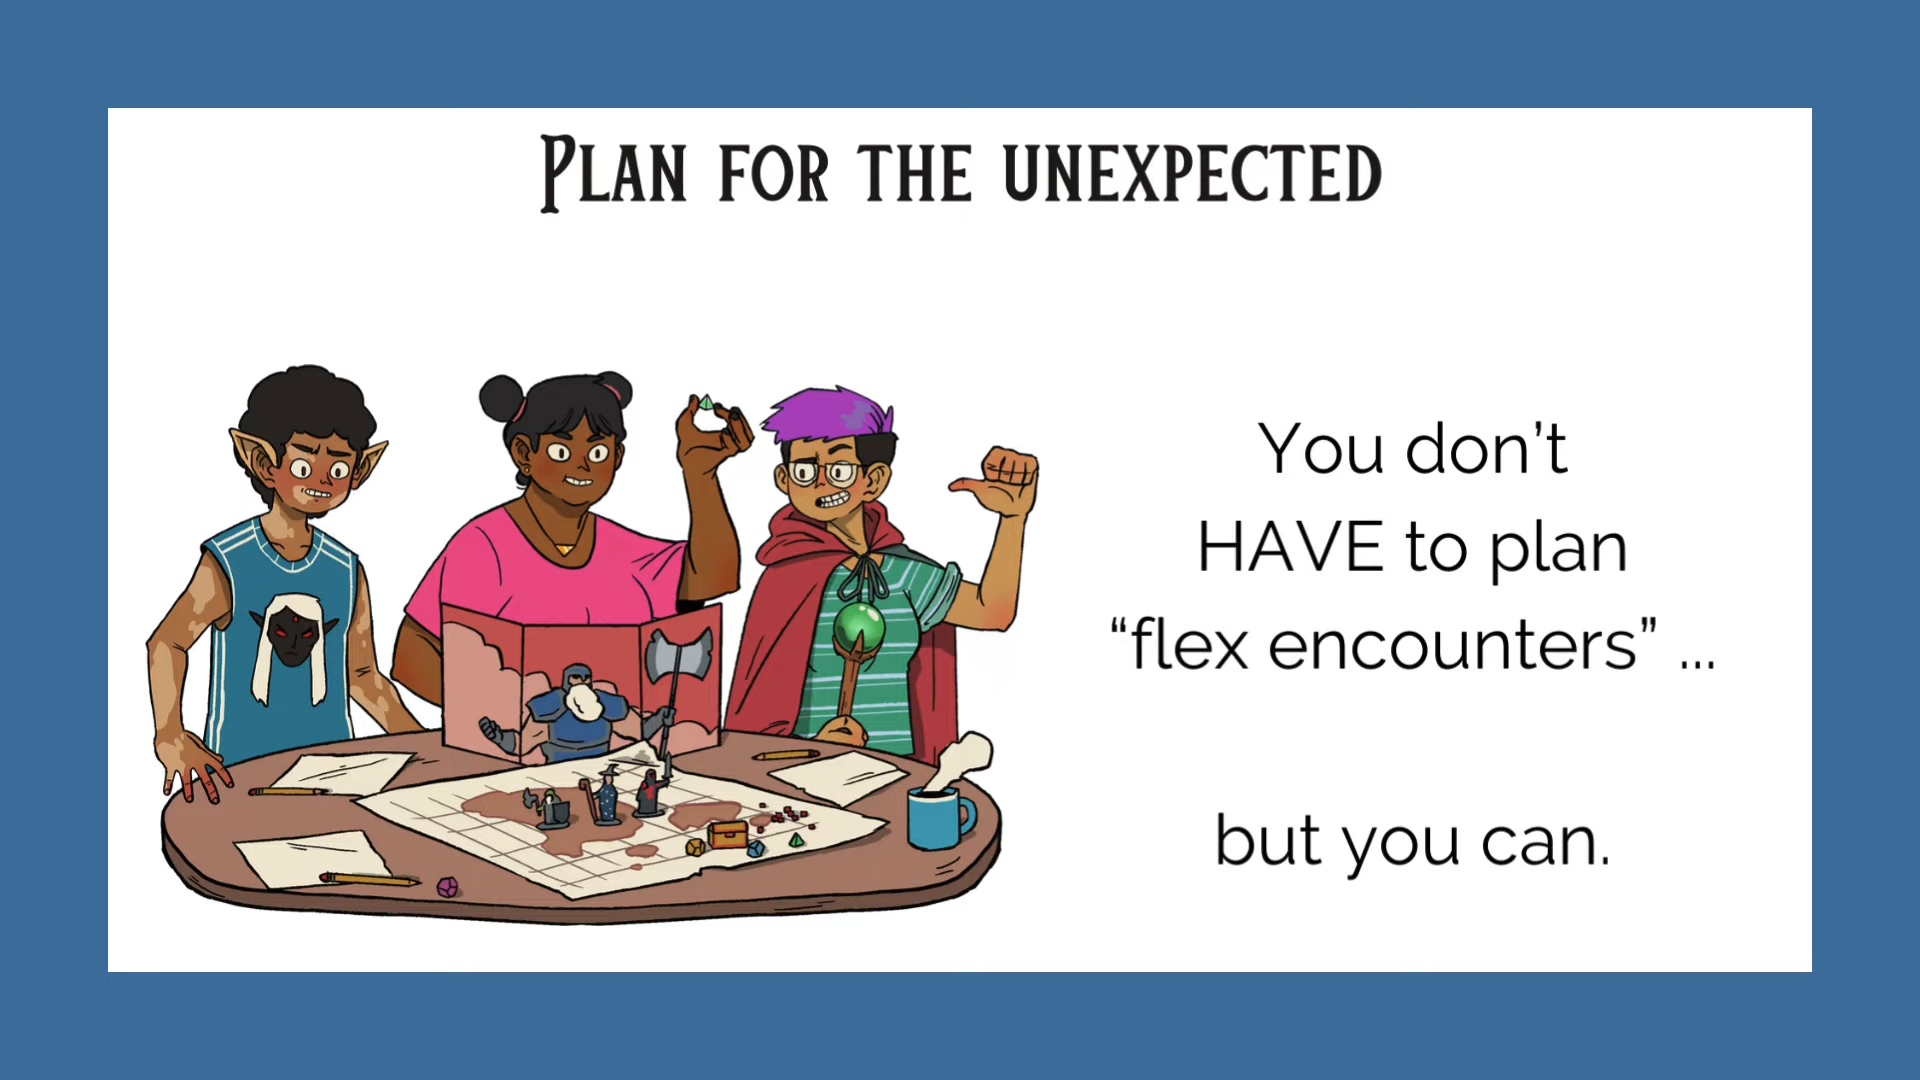 Plan for the unexpected
You don’t
HAVE to plan
“flex encounters” ...
but you can.